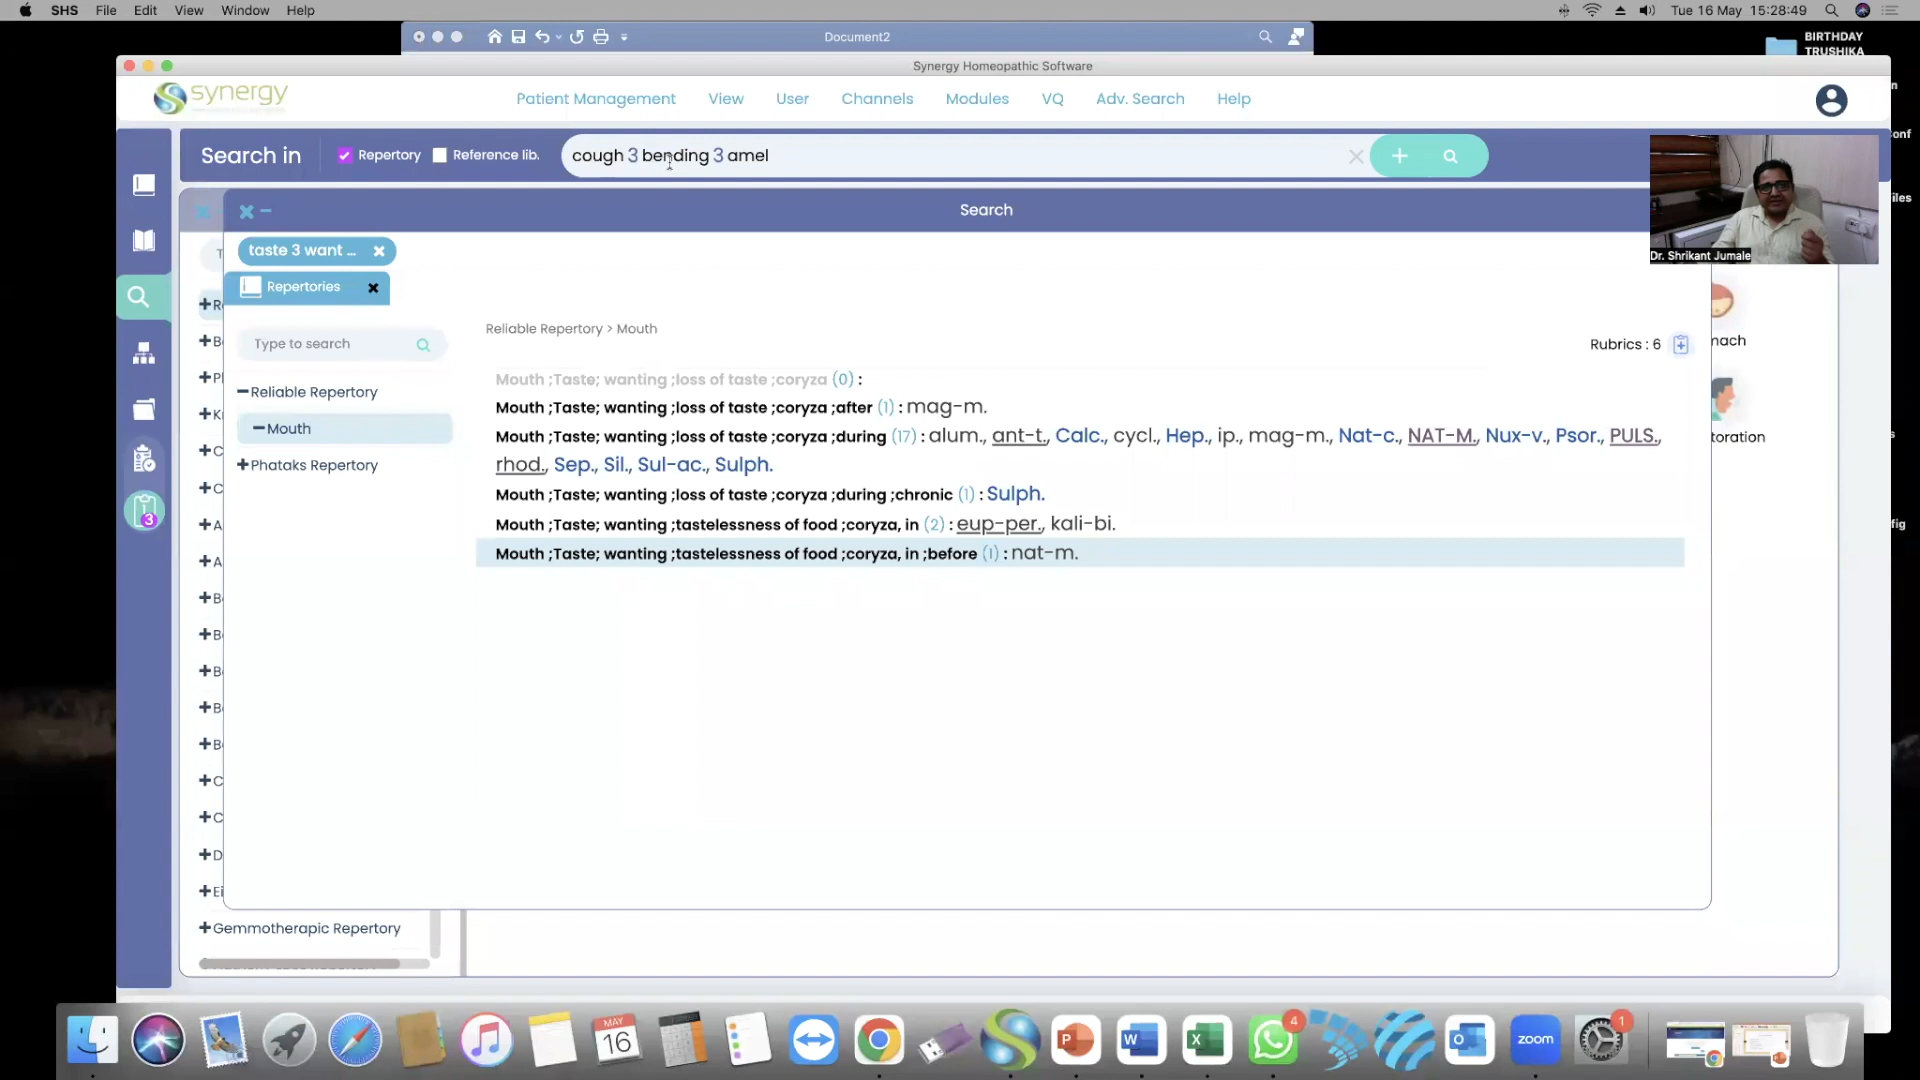 SHS File Edit View Window Help
Tue 16 May 15:28:49
Document2
BIRTHDAY
TRUSHIKA
Synergy Homeopathic Software
synergy
Patient Management View User Channels Modules VQ Adv. Search Help
Search in Repertory Reference lib. cough 3 bending 3 amel
Search
Dr. Shrikant Jumale
taste 3 want ...
Repertories
Type to search
Reliable Repertory
Mouth
Phataks Repertory
Reliable Repertory > Mouth
Rubrics : 6
Mouth ;Taste; wanting ;loss of taste ;coryza (0) :
Mouth ;Taste; wanting ;loss of taste ;coryza ;after (1) : mag-m.
Mouth ;Taste; wanting ;loss of taste ;coryza ;during (17) : alum., ant-t., Calc., cycl., Hep., ip., mag-m., Nat-c., NAT-M., Nux-v., Psor., PULS.,
rhod., Sep., Sil., Sul-ac., Sulph.
Mouth ;Taste; wanting ;loss of taste ;coryza ;during ;chronic (1) : Sulph.
Mouth ;Taste; wanting ;tastelessness of food ;coryza, in (2) : eup-per., kali-bi.
Mouth ;Taste; wanting ;tastelessness of food ;coryza, in ;before (1) : nat-m.
Gemmotherapic Repertory
3
MAY
16
4
zoom
1